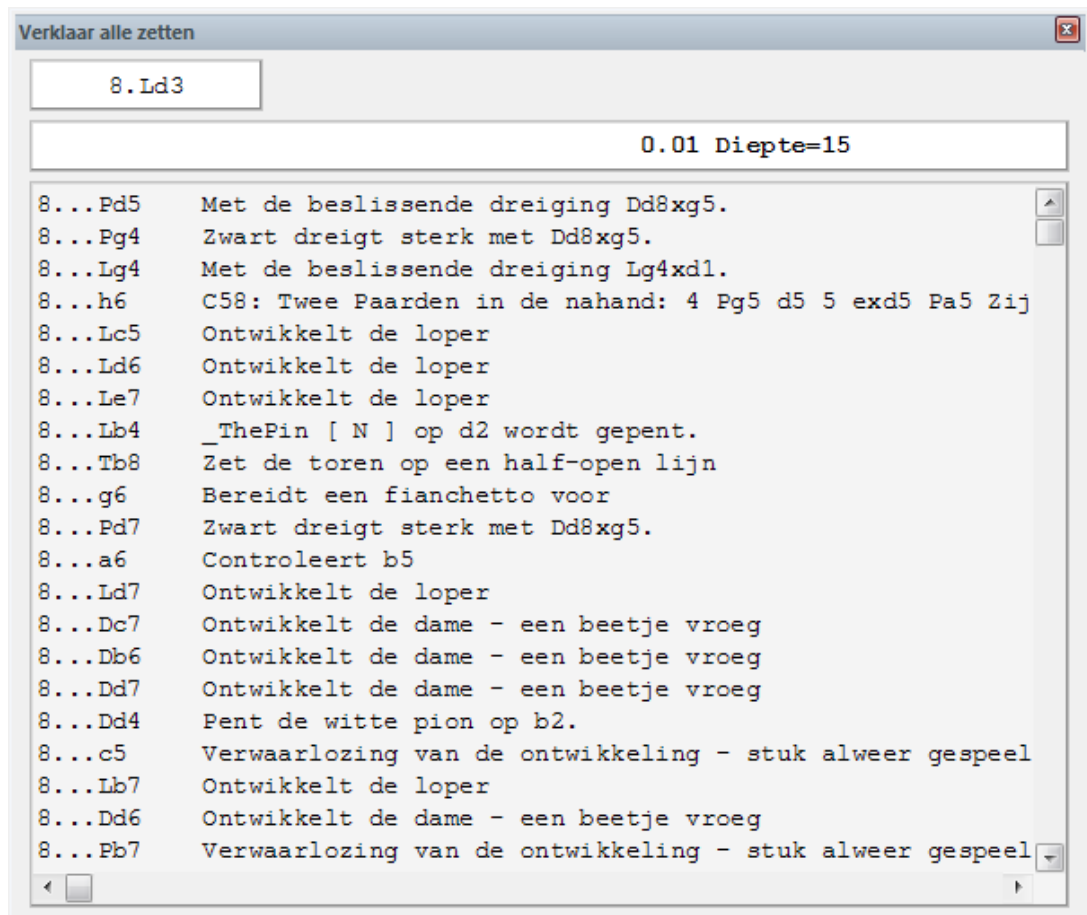 Verklaar alle zetten
8.Ld3
0.01 Diepte=15
8...Pd5 Met de beslissende dreiging Dd8xg5.
8...Pg4 Zwart dreigt sterk met Dd8xg5.
8...Lg4 Met de beslissende dreiging Lg4xd1.
8...h6 C58: Twee Paarden in de nahand: 4 Pg5 d5 5 exd5 Pa5 Zij
8...Lc5 Ontwikkelt de loper
8...Ld6 Ontwikkelt de loper
8...Le7 Ontwikkelt de loper
8...Lb4 _ThePin [ N ] op d2 wordt gepent.
8...Tb8 Zet de toren op een half-open lijn
8...g6 Bereidt een fianchetto voor
8...Pd7 Zwart dreigt sterk met Dd8xg5.
8...a6 Controleert b5
8...Ld7 Ontwikkelt de loper
8...Dc7 Ontwikkelt de dame - een beetje vroeg
8...Db6 Ontwikkelt de dame - een beetje vroeg
8...Dd7 Ontwikkelt de dame - een beetje vroeg
8...Dd4 Pent de witte pion op b2.
8...c5 Verwaarlozing van de ontwikkeling - stuk alweer gespeel
8...Lb7 Ontwikkelt de loper
8...Dd6 Ontwikkelt de dame - een beetje vroeg
8...Pb7 Verwaarlozing van de ontwikkeling - stuk alweer gespeel